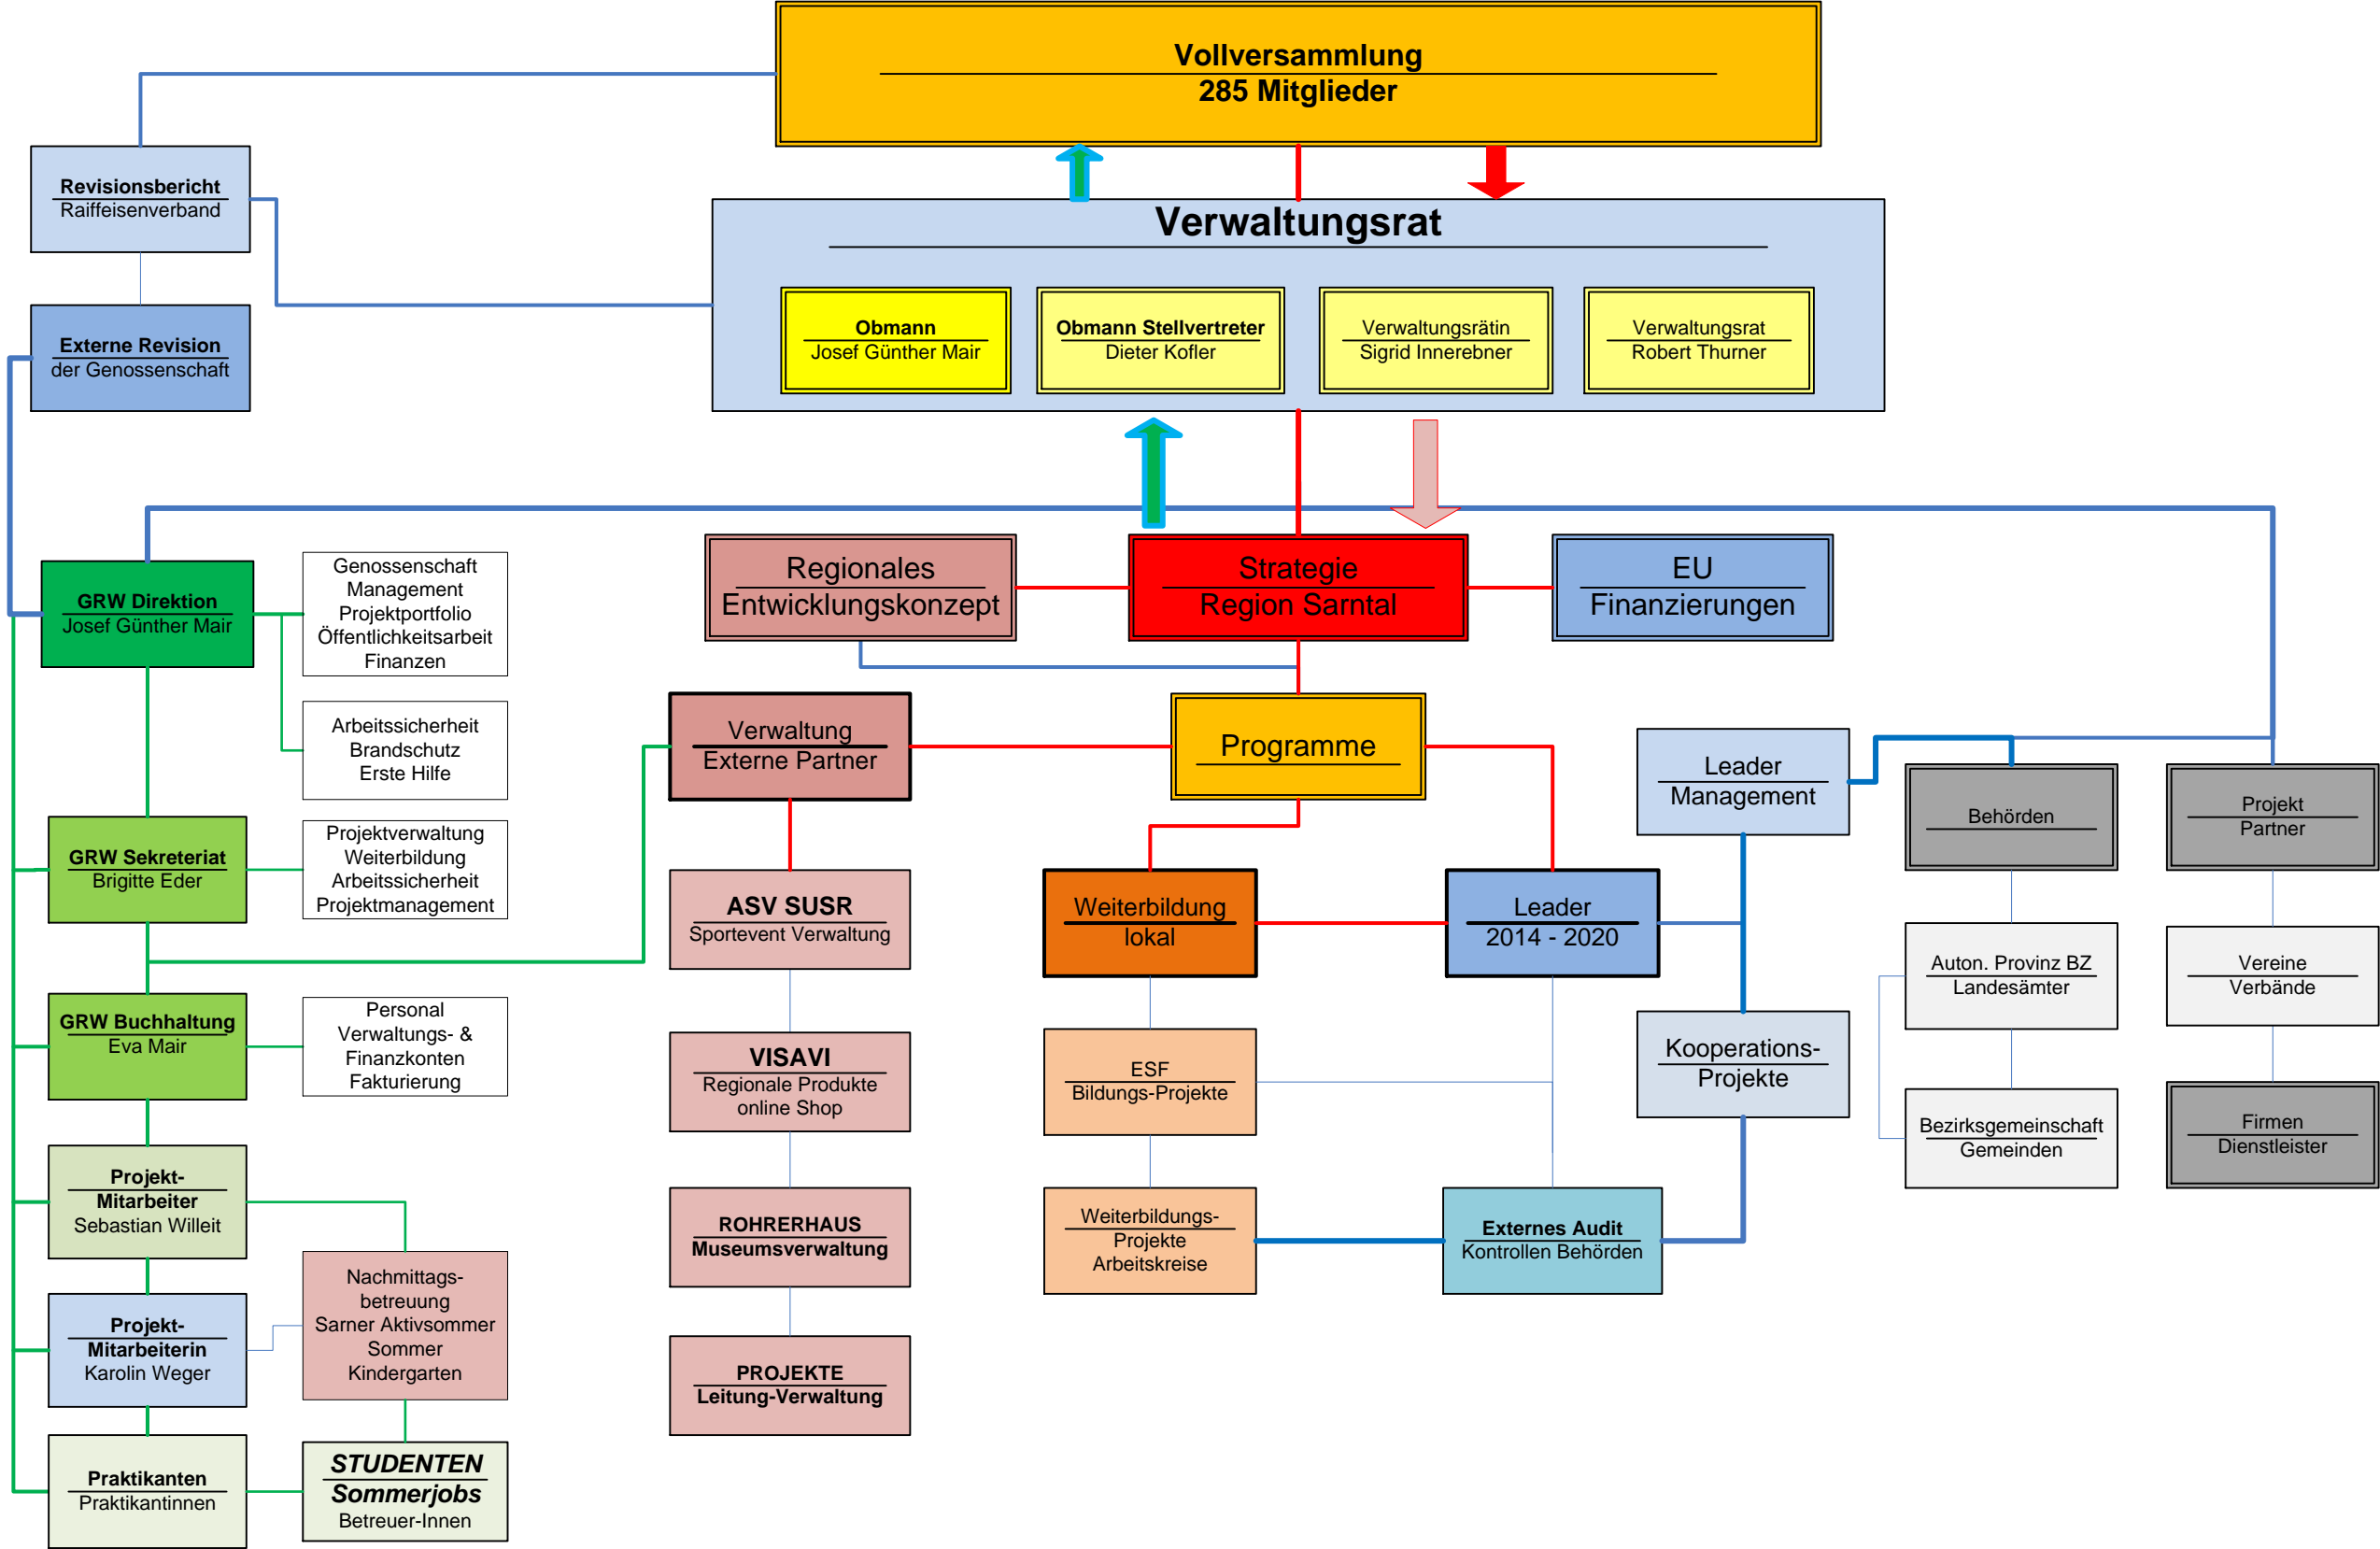 Vollversammlung
285 Mitglieder
Revisionsbericht
Raiffeisenverband
Verwaltungsrat
Externe Revision
der Genossenschaft
Obmann
Josef Günther Mair
Obmann Stellvertreter
Dieter Kofler
Verwaltungsrätin
Sigrid Innerebner
Verwaltungsrat
Robert Thurner
GRW Direktion
Josef Günther Mair
Genossenschaft
Management
Projektportfolio
Öffentlichkeitsarbeit
Finanzen
Regionales
Entwicklungskonzept
Strategie
Region Sarntal
EU
Finanzierungen
Arbeitssicherheit
Brandschutz
Erste Hilfe
Verwaltung
Externe Partner
Programme
Leader
Management
Behörden
Projekt
Partner
GRW Sekreteriat
Brigitte Eder
Projektverwaltung
Weiterbildung
Arbeitssicherheit
Projektmanagement
ASV SUSR
Sportevent Verwaltung
Weiterbildung
lokal
Leader
2014 - 2020
Auton. Provinz BZ
Landesämter
Vereine
Verbände
GRW Buchhaltung
Eva Mair
Personal
Verwaltungs- &
Finanzkonten
Fakturierung
VISAVI
Regionale Produkte
online Shop
ESF
Bildungs-Projekte
Kooperations-
Projekte
Bezirksgemeinschaft
Gemeinden
Firmen
Dienstleister
Projekt-
Mitarbeiter
Sebastian Willeit
ROHRERHAUS
Museumsverwaltung
Weiterbildungs-
Projekte
Arbeitskreise
Externes Audit
Kontrollen Behörden
Projekt-
Mitarbeiterin
Karolin Weger
Nachmittags-
betreuung
Sarner Aktivsommer
Sommer
Kindergarten
PROJEKTE
Leitung-Verwaltung
Praktikanten
Praktikantinnen
STUDENTEN
Sommerjobs
Betreuer-Innen